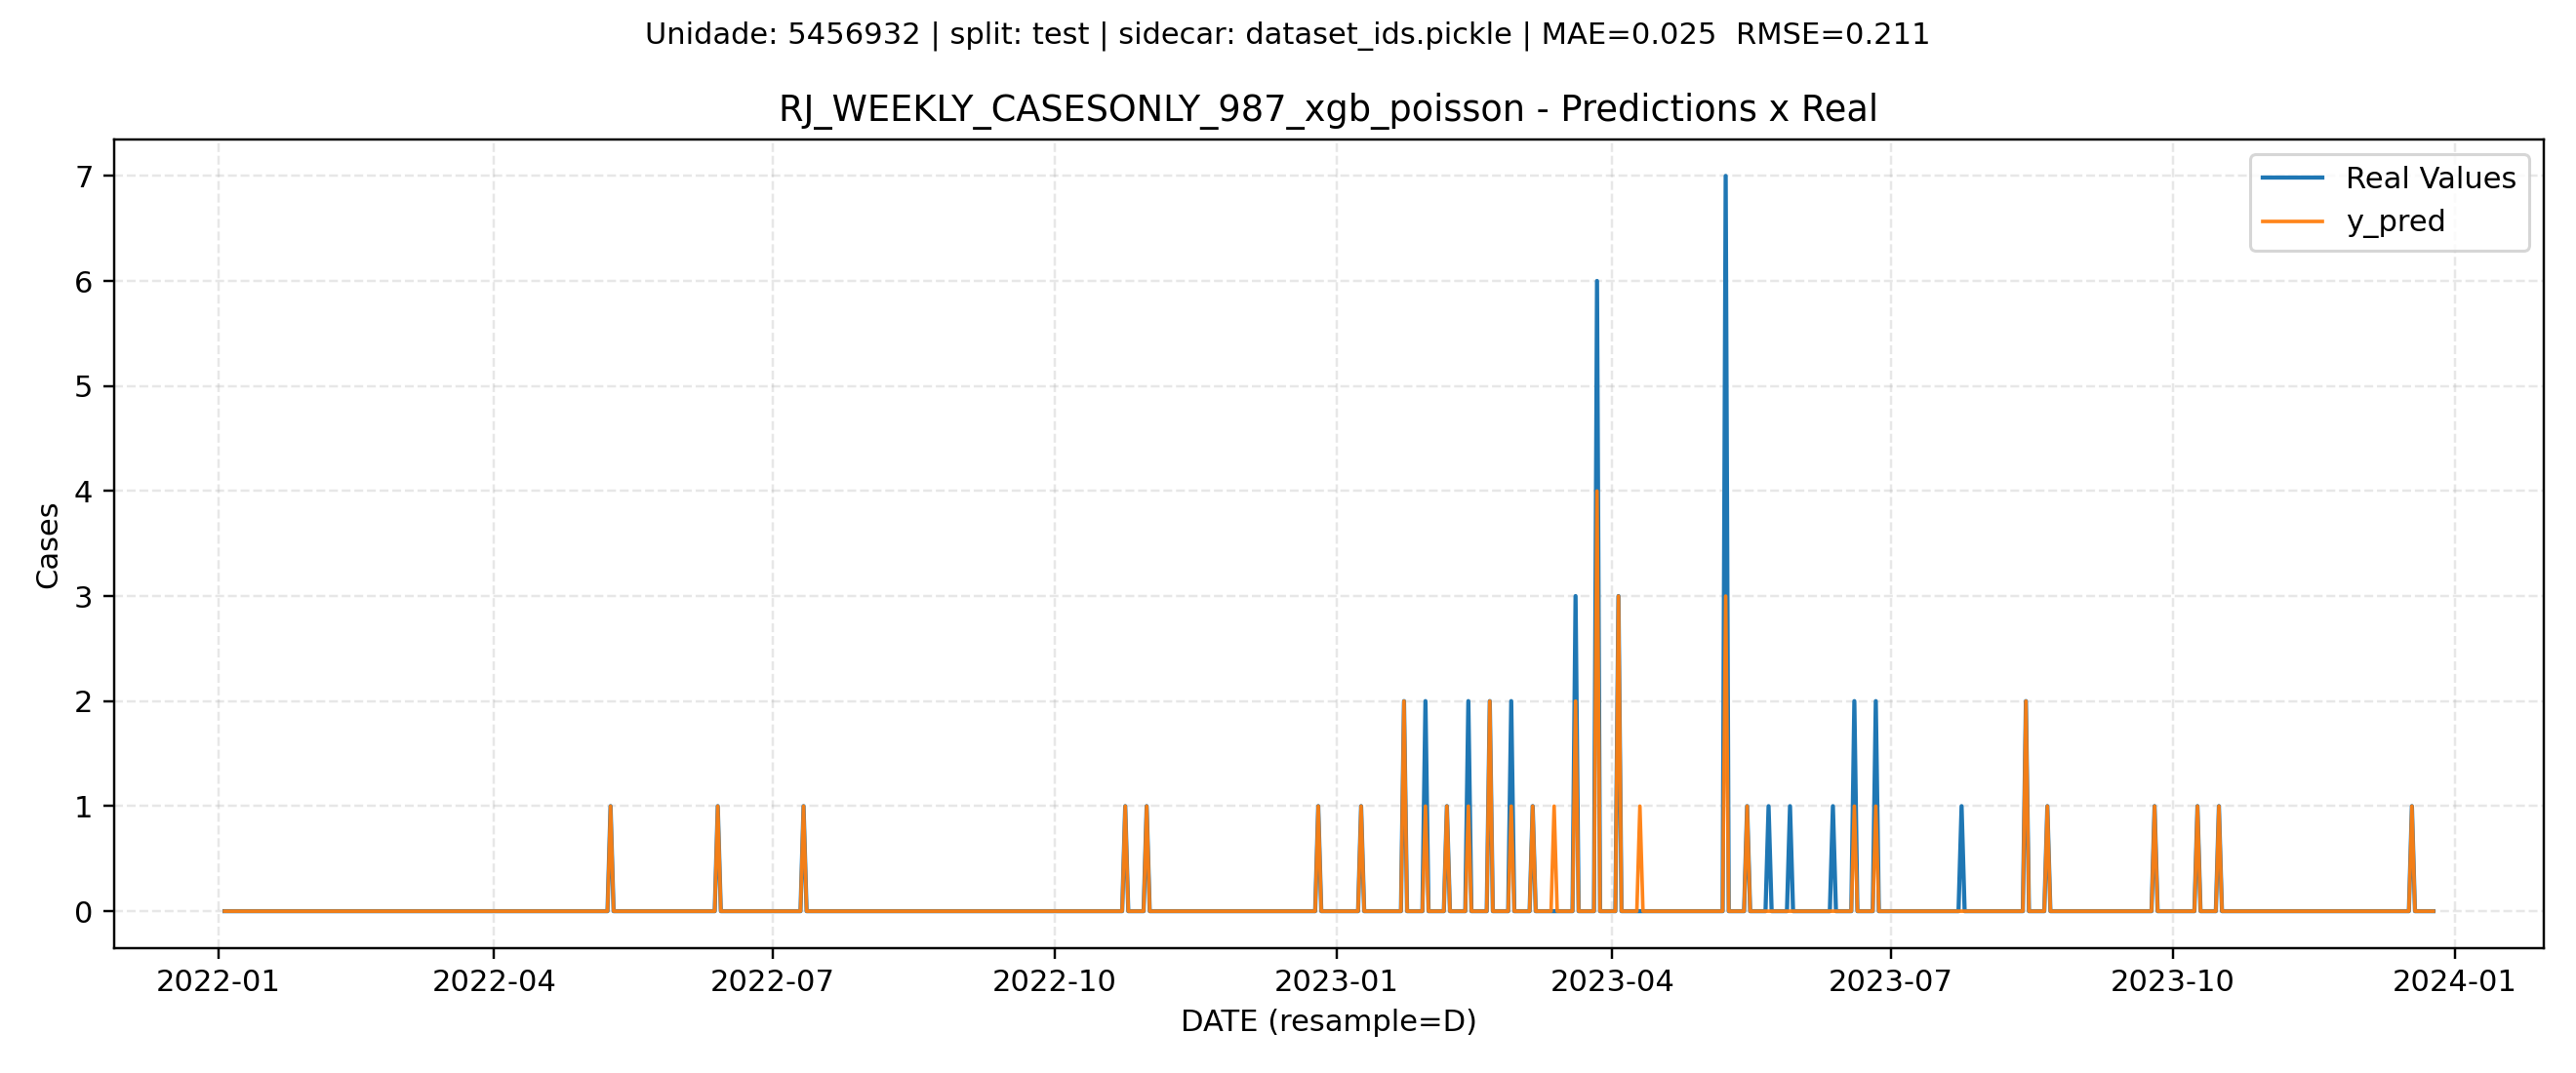 Unidade: 5456932 | split: test | sidecar: dataset_ids.pickle | MAE=0.025  RMSE=0.211
RJ_WEEKLY_CASESONLY_987_xgb_poisson - Predictions x Real
Real Values
y_pred
Cases
7
6
5
4
3
2
1
0
2022-01
2022-04
2022-07
2022-10
2023-01
2023-04
2023-07
2023-10
2024-01
DATE (resample=D)